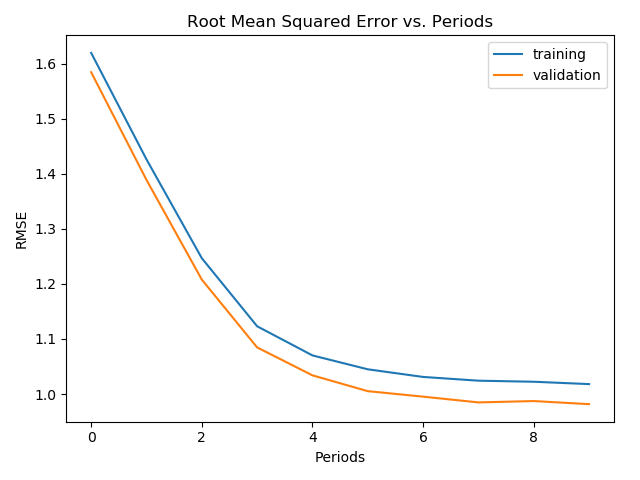 Root Mean Squared Error vs. Periods
training
validation
RMSE
1.6
1.5
1.4
1.3
1.2
1.1
1.0
0
2
4
6
8
Periods